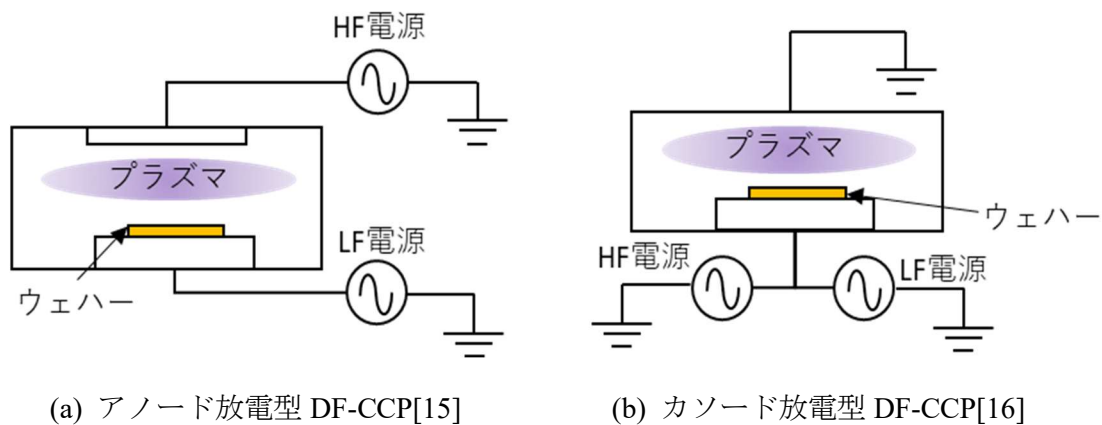 HF電源
プラズマ
LF電源
ウェハー
(a) アノード放電型 DF-CCP[15]
プラズマ
ウェハー
HF電源
LF電源
(b) カソード放電型 DF-CCP[16]